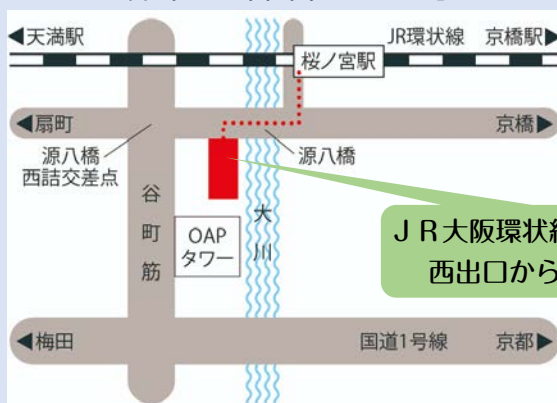 ◀天満駅
JR環状線 京橋駅▶
桜ノ宮駅
◀扇町
京橋▶
源八橋
西詰交差点
源八橋
谷町筋
大川
OAP
タワー
JR大阪環状線
西出口から
◀梅田
国道1号線 京都▶